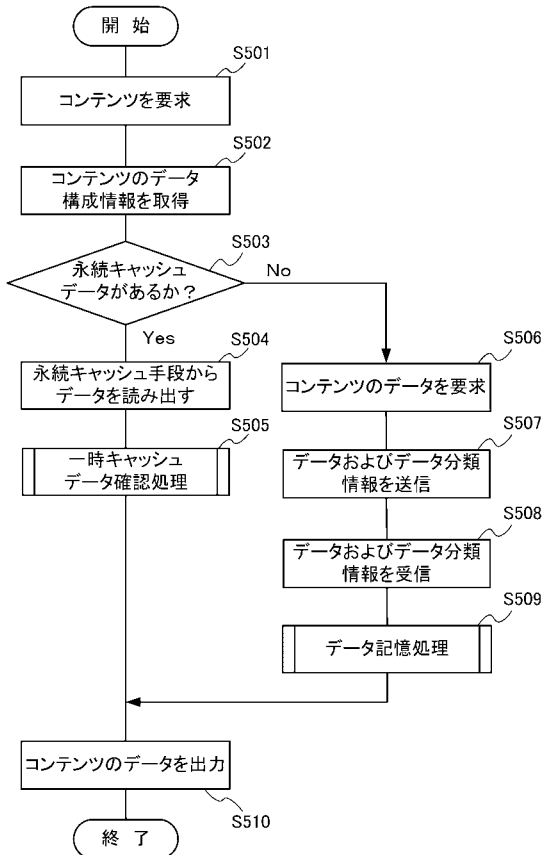 開 始
S501
コンテンツを要求
S502
コンテンツのデータ
構成情報を取得
S503
永続キャッシュ
データがあるか？
No
Yes
S504
永続キャッシュ手段から
データを読み出す
S505
一時キャッシュ
データ確認処理
S506
コンテンツのデータを要求
S507
データおよびデータ分類
情報を送信
S508
データおよびデータ分類
情報を受信
S509
データ記憶処理
コンテンツのデータを出力
S510
終 了